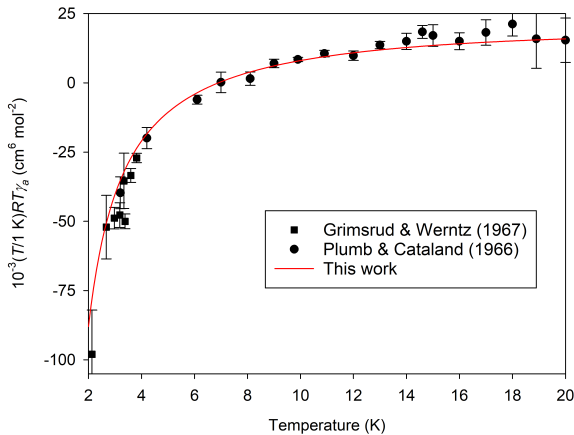 25
0
-25
-50
-75
-100
10⁻³(T/1 K)RTγₐ (cm⁶ mol⁻²)
Grimsrud & Werntz (1967)
Plumb & Cataland (1966)
This work
2 4 6 8 10 12 14 16 18 20
Temperature (K)